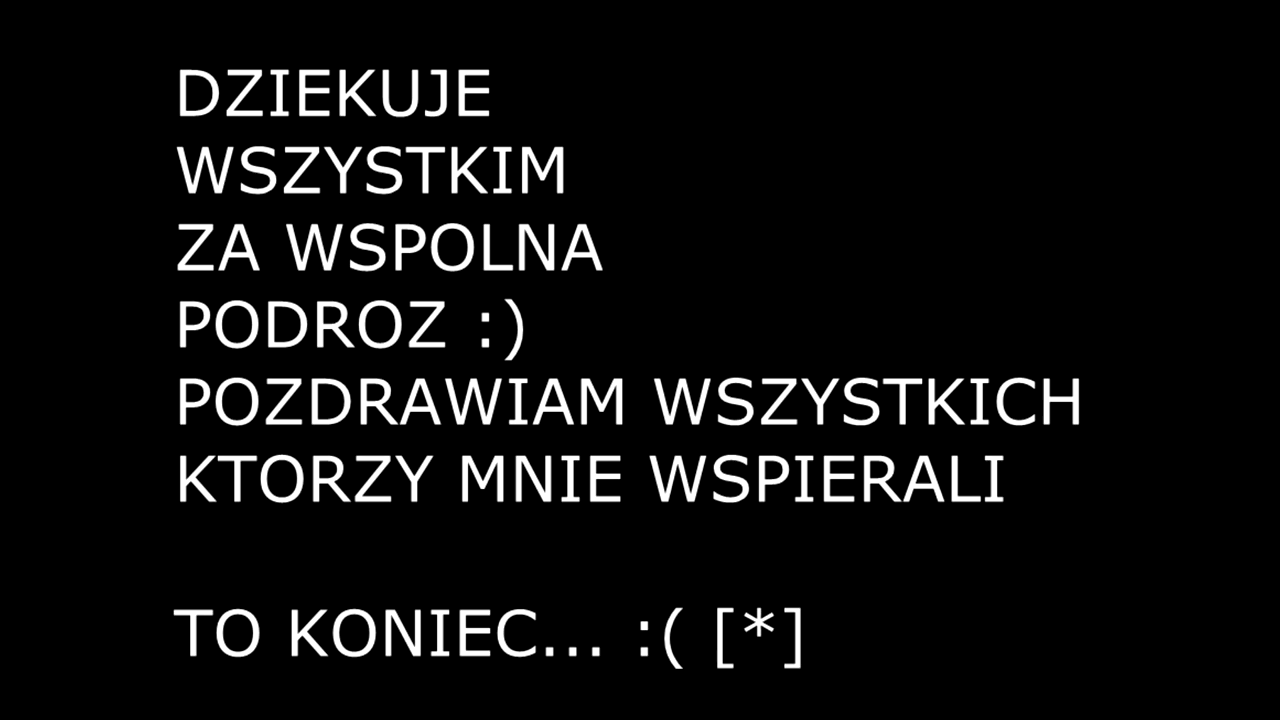 DZIEKUJE
WSZYSTKIM
ZA WSPOLNA
PODROZ :)
POZDRAWIAM WSZYSTKICH
KTORZY MNIE WSPIERALI
TO KONIEC... :( [*]